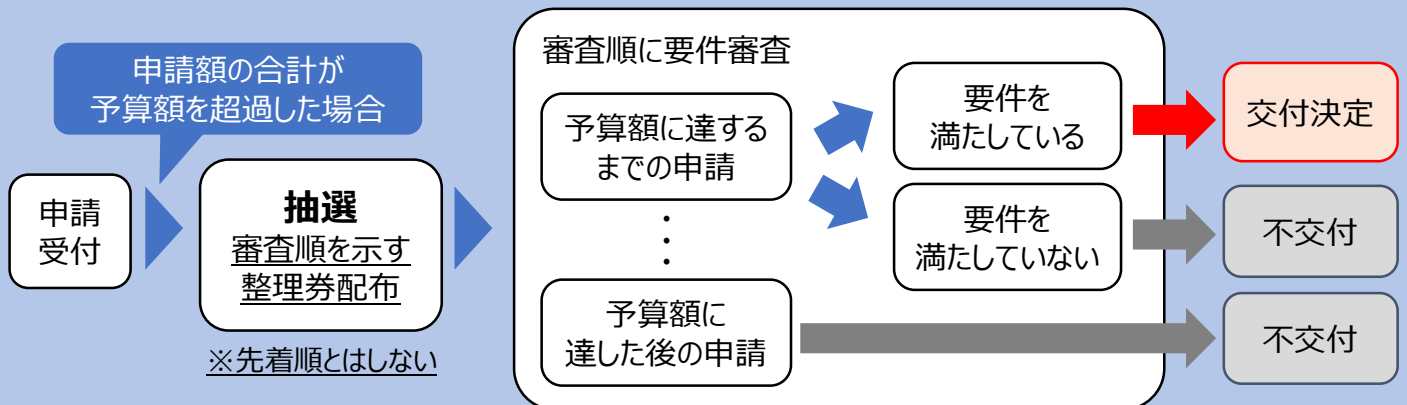 申請額の合計が
予算額を超過した場合
申請
受付
抽選
審査順を示す
整理券配布
※先着順とはしない
審査順に要件審査
予算額に達する
までの申請
・
・
・
予算額に
達した後の申請
要件を
満たしている
要件を
満たしていない
交付決定
不交付
不交付